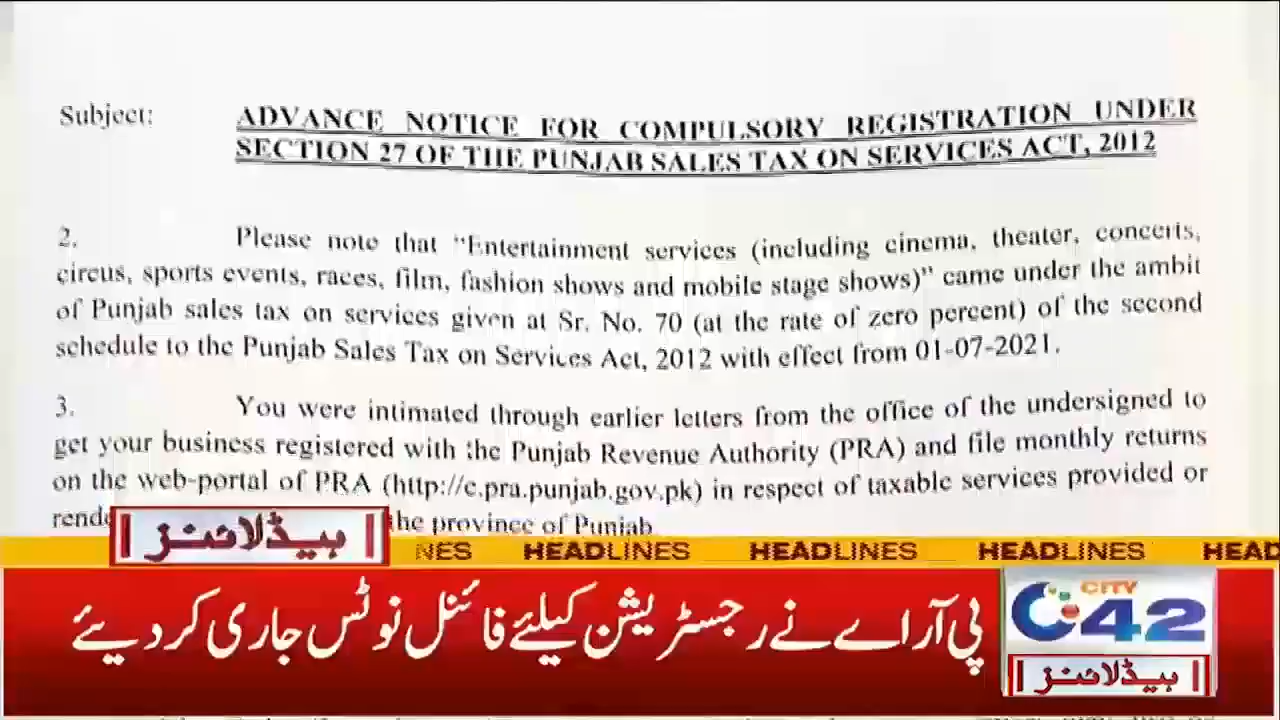 Subject: ADVANCE NOTICE FOR COMPULSORY REGISTRATION UNDER
SECTION 27 OF THE PUNJAB SALES TAX ON SERVICES ACT, 2012
2. Please note that "Entertainment services (including cinema, theater, concerts,
circus, sports events, races, film, fashion shows and mobile stage shows)" came under the ambit
of Punjab sales tax on services given at Sr. No. 70 (at the rate of zero percent) of the second
schedule to the Punjab Sales Tax on Services Act, 2012 with effect from 01-07-2021.
3. You were intimated through earlier letters from the office of the undersigned to
get your business registered with the Punjab Revenue Authority (PRA) and file monthly returns
on the web-portal of PRA (http://e.pra.punjab.gov.pk) in respect of taxable services provided or
the province of Punjab.
ہیڈلائنز
HEADLINES HEADLINES HEADLINES
پی آر اے نے رجسٹریشن کیلئے فائنل نوٹس جاری کر دیئے
CITY
42
ہیڈلائنز